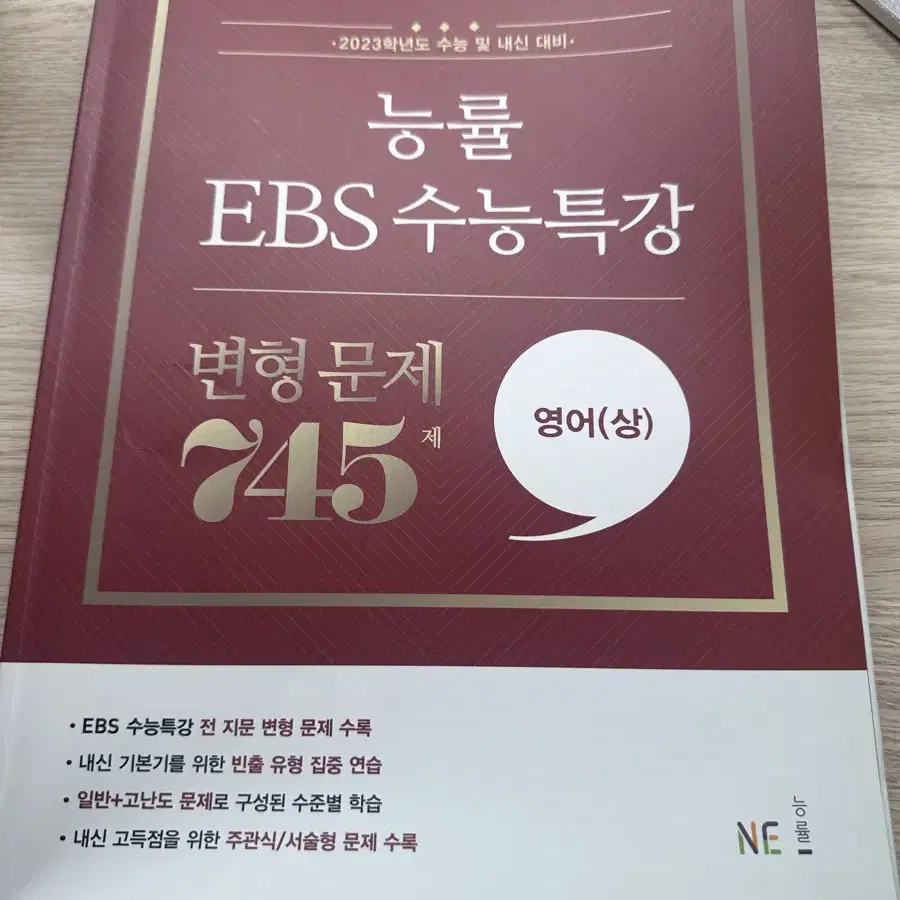 ·2023학년도 수능 및 내신 대비·
능률
EBS 수능특강
변형 문제
745제
영어(상)
• EBS 수능특강 전 지문 변형 문제 수록
• 내신 기본기를 위한 빈출 유형 집중 연습
• 일반+고난도 문제로 구성된 수준별 학습
• 내신 고득점을 위한 주관식/서술형 문제 수록
NE 능률